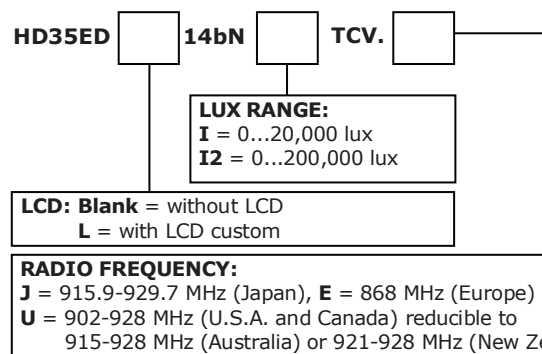 HD35ED 14bN TCV.
LUX RANGE:
I = 0...20,000 lux
I2 = 0...200,000 lux
LCD: Blank = without LCD
L = with LCD custom
RADIO FREQUENCY:
J = 915.9-929.7 MHz (Japan), E = 868 MHz (Europe)
U = 902-928 MHz (U.S.A. and Canada) reducible to
915-928 MHz (Australia) or 921-928 MHz (New